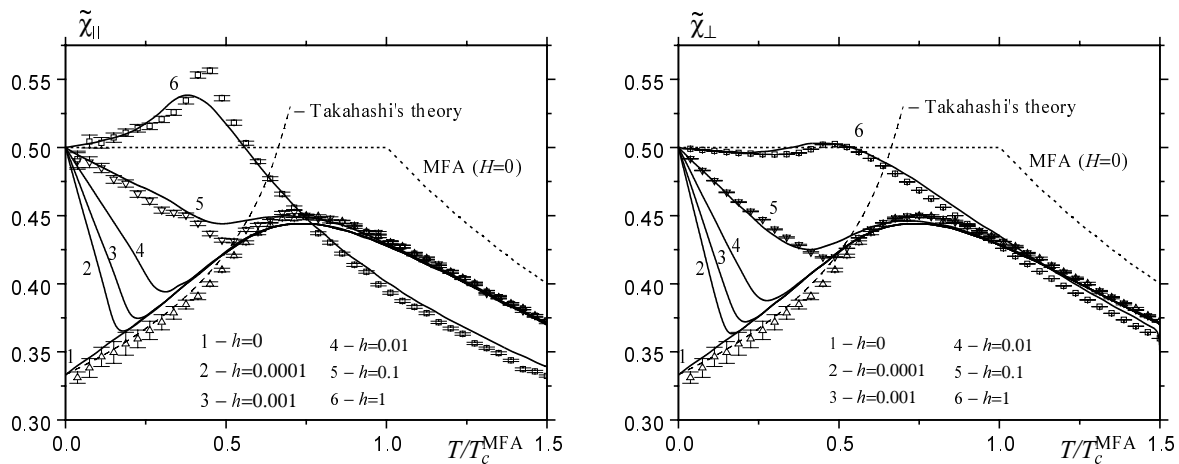 χ̃||
0.55
0.50
0.45
0.40
0.35
0.30
0.0
0.5
1.0
1.5
T/T_c^MFA
6
5
4
3
2
1
Takahashi's theory
MFA (H=0)
1 – h=0
2 – h=0.0001
3 – h=0.001
4 – h=0.01
5 – h=0.1
6 – h=1
χ̃⊥
0.55
0.50
0.45
0.40
0.35
0.30
0.0
0.5
1.0
1.5
T/T_c^MFA
6
5
4
3
2
1
Takahashi's theory
MFA (H=0)
1 – h=0
2 – h=0.0001
3 – h=0.001
4 – h=0.01
5 – h=0.1
6 – h=1